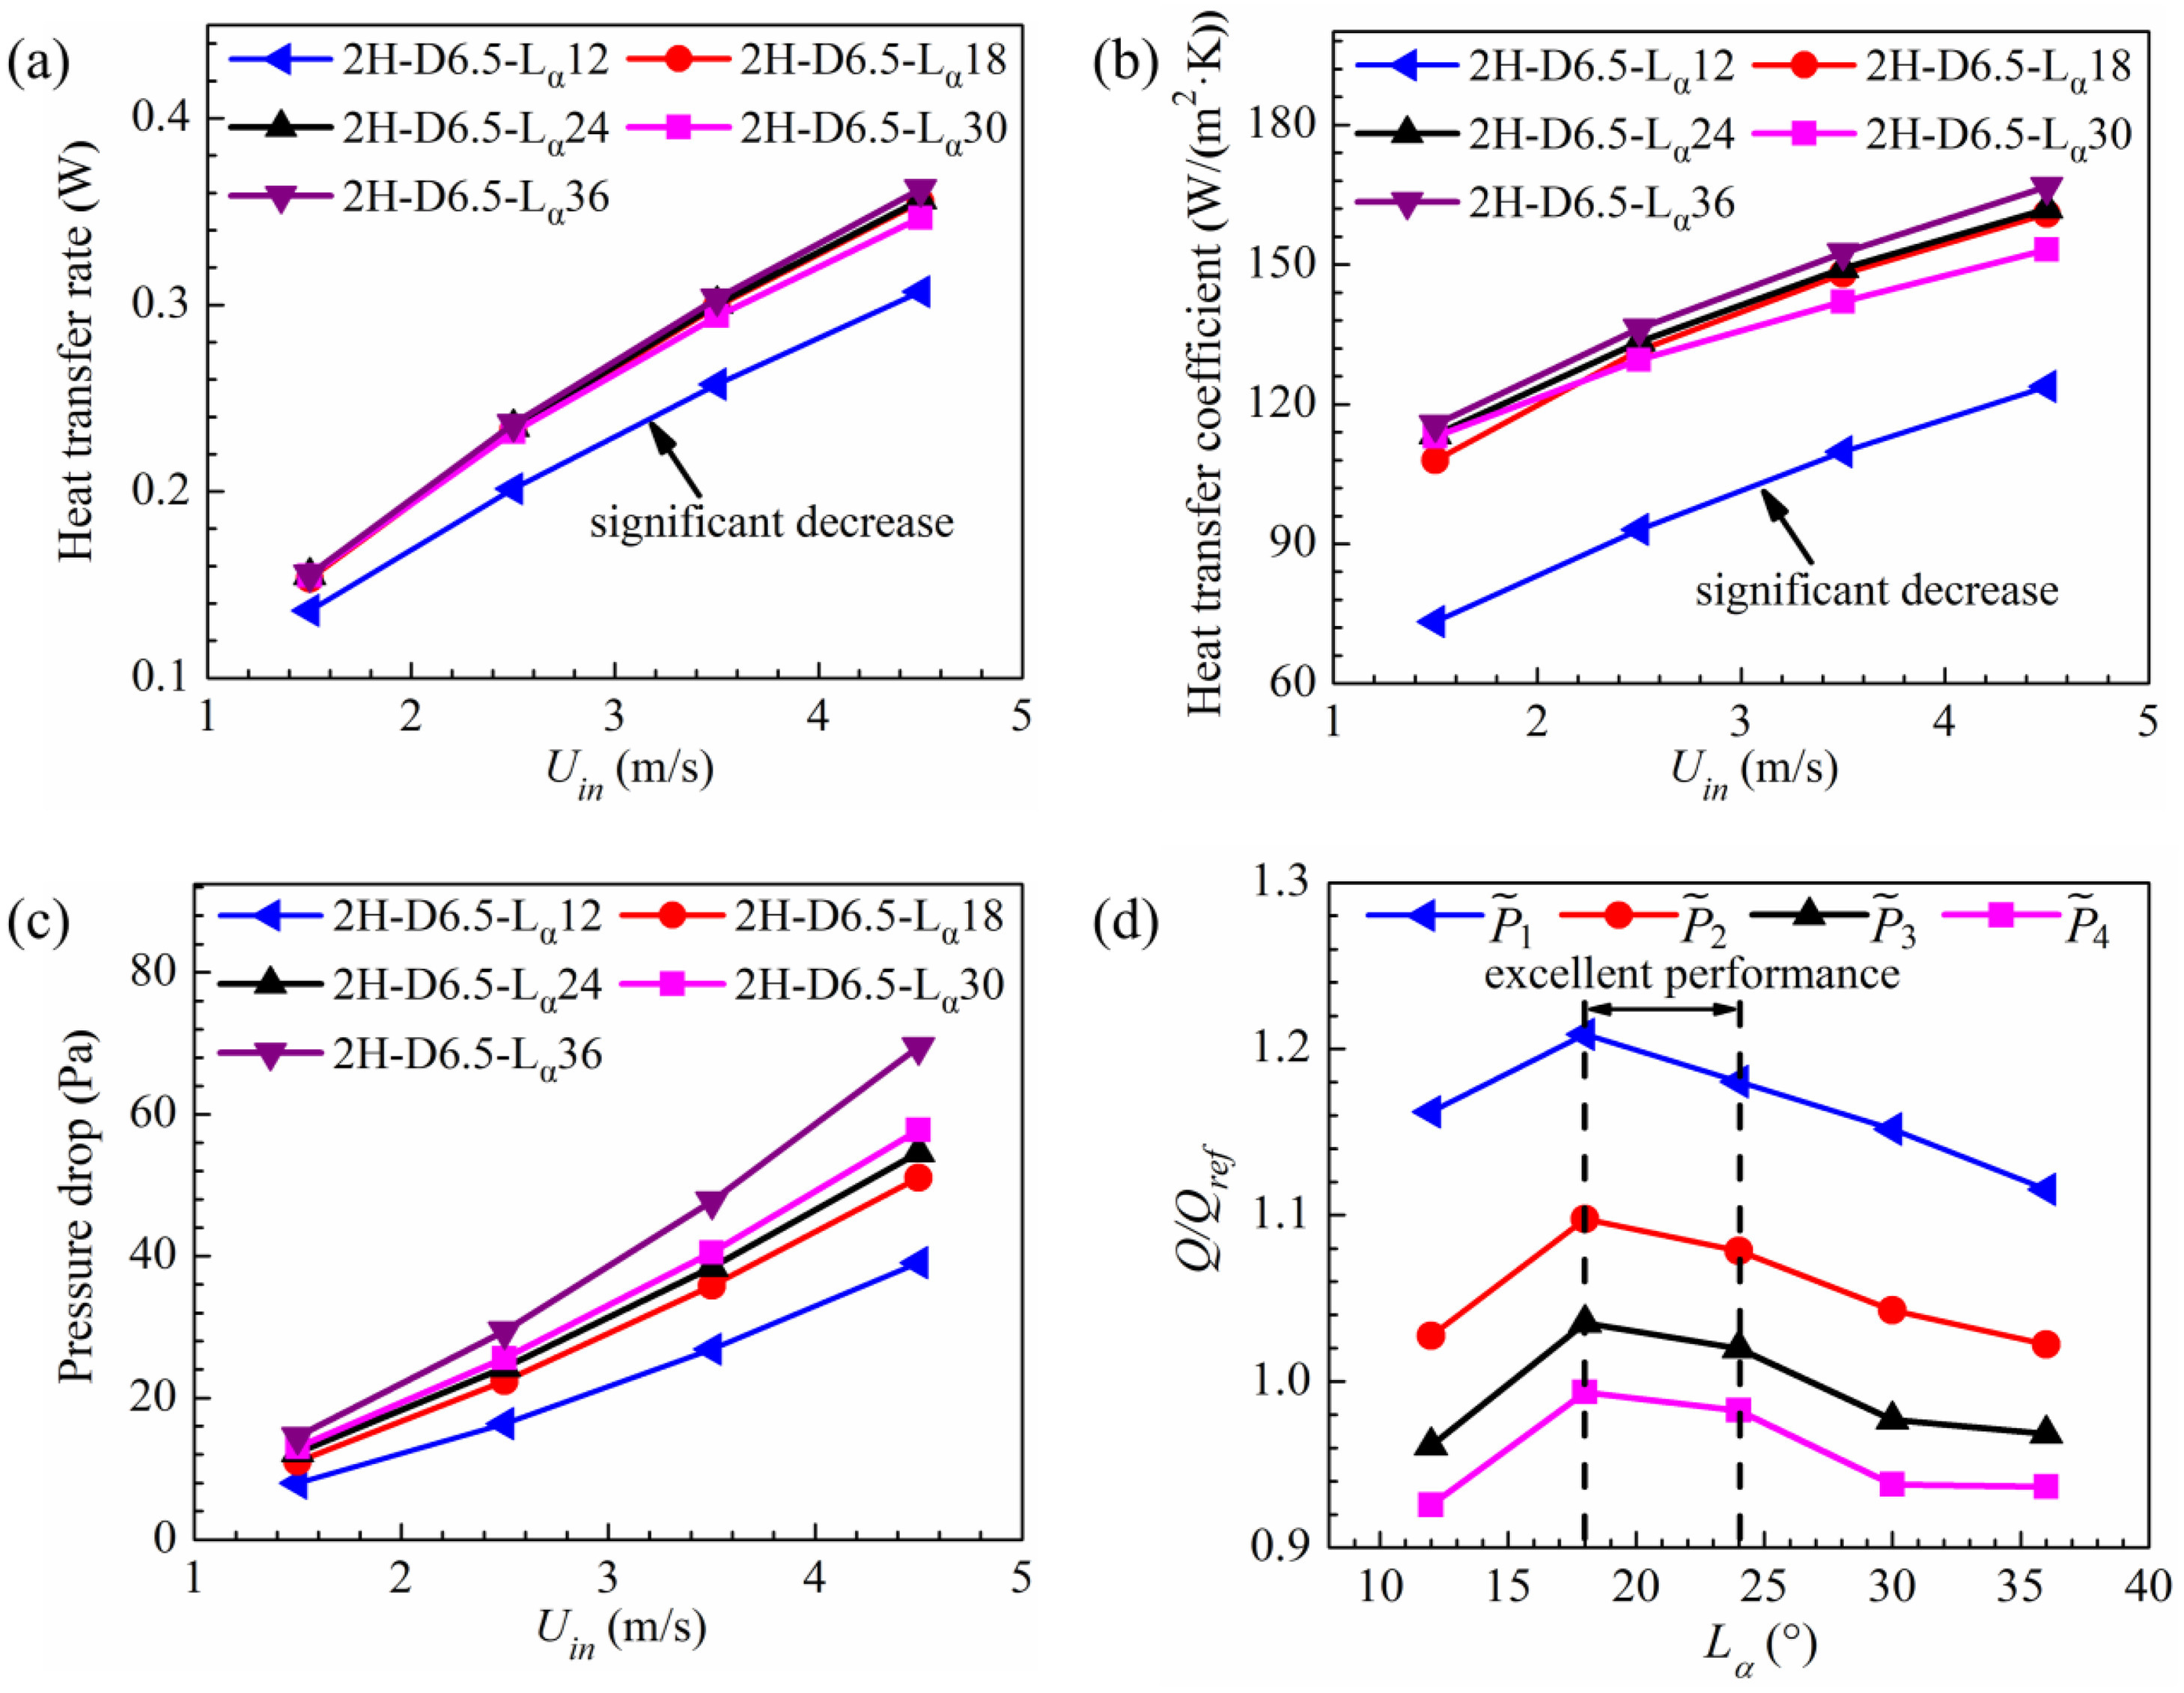 (a)
2H-D6.5-Lα12 2H-D6.5-Lα18
2H-D6.5-Lα24 2H-D6.5-Lα30
2H-D6.5-Lα36
significant decrease
Heat transfer rate (W)
0.4
0.3
0.2
0.1
1 2 3 4 5
Uin (m/s)
(b)
2H-D6.5-Lα12 2H-D6.5-Lα18
2H-D6.5-Lα24 2H-D6.5-Lα30
2H-D6.5-Lα36
significant decrease
Heat transfer coefficient (W/(m²·K))
180
150
120
90
60
1 2 3 4 5
Uin (m/s)
(c)
2H-D6.5-Lα12 2H-D6.5-Lα18
2H-D6.5-Lα24 2H-D6.5-Lα30
2H-D6.5-Lα36
Pressure drop (Pa)
80
60
40
20
0
1 2 3 4 5
Uin (m/s)
(d)
P̃1 P̃2 P̃3 P̃4
excellent performance
Q/Qref
1.3
1.2
1.1
1.0
0.9
10 15 20 25 30 35 40
Lα (°)